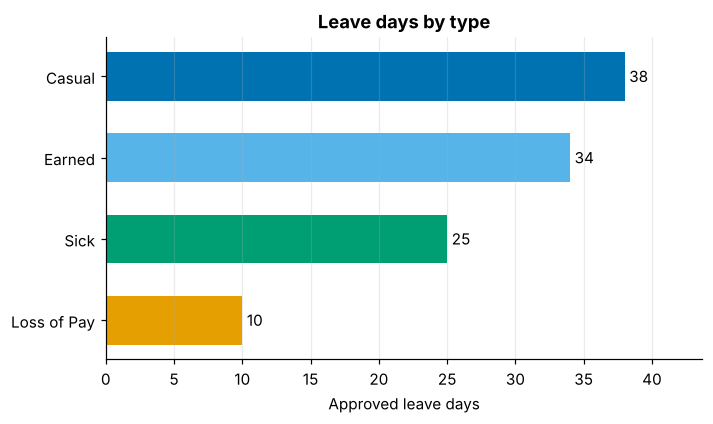 Leave days by type
Casual 38
Earned 34
Sick 25
Loss of Pay 10
0 5 10 15 20 25 30 35 40
Approved leave days